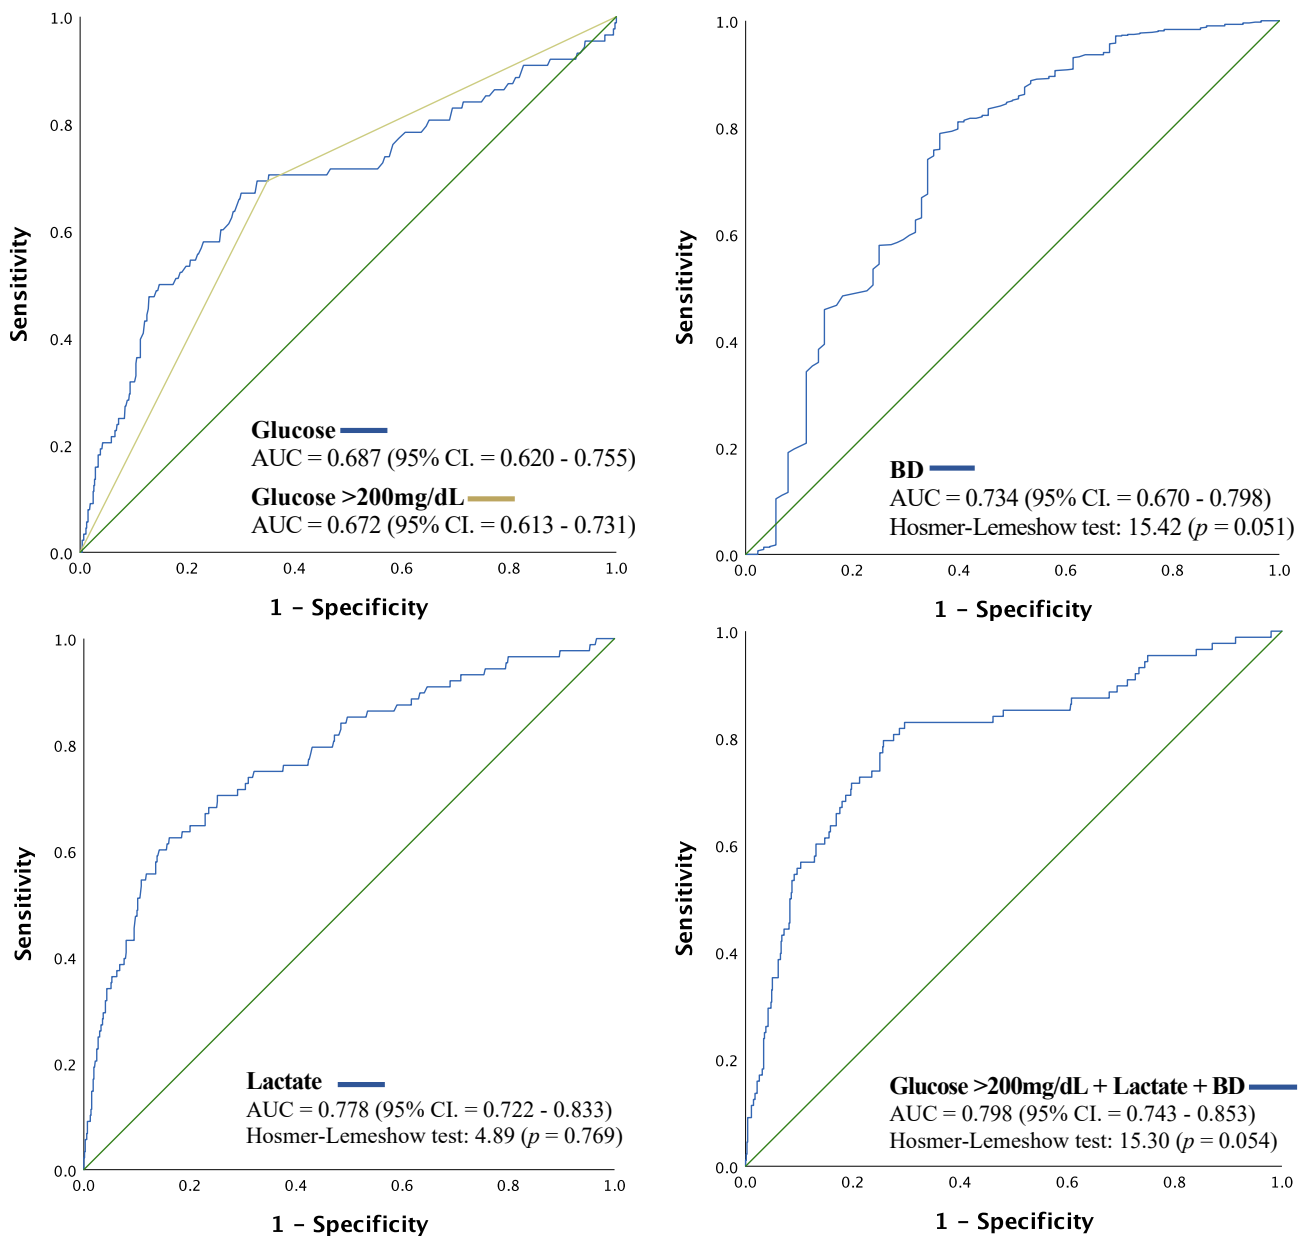 1.0
0.8
0.6
0.4
0.2
0.0
Sensitivity
Glucose
AUC = 0.687 (95% CI. = 0.620 - 0.755)
Glucose >200mg/dL
AUC = 0.672 (95% CI. = 0.613 - 0.731)
0.0 0.2 0.4 0.6 0.8 1.0
1 – Specificity
1.0
0.8
0.6
0.4
0.2
0.0
Sensitivity
BD
AUC = 0.734 (95% CI. = 0.670 - 0.798)
Hosmer-Lemeshow test: 15.42 (p = 0.051)
0.0 0.2 0.4 0.6 0.8 1.0
1 – Specificity
1.0
0.8
0.6
0.4
0.2
0.0
Sensitivity
Lactate
AUC = 0.778 (95% CI. = 0.722 - 0.833)
Hosmer-Lemeshow test: 4.89 (p = 0.769)
0.0 0.2 0.4 0.6 0.8 1.0
1 – Specificity
1.0
0.8
0.6
0.4
0.2
0.0
Sensitivity
Glucose >200mg/dL + Lactate + BD
AUC = 0.798 (95% CI. = 0.743 - 0.853)
Hosmer-Lemeshow test: 15.30 (p = 0.054)
0.0 0.2 0.4 0.6 0.8 1.0
1 – Specificity